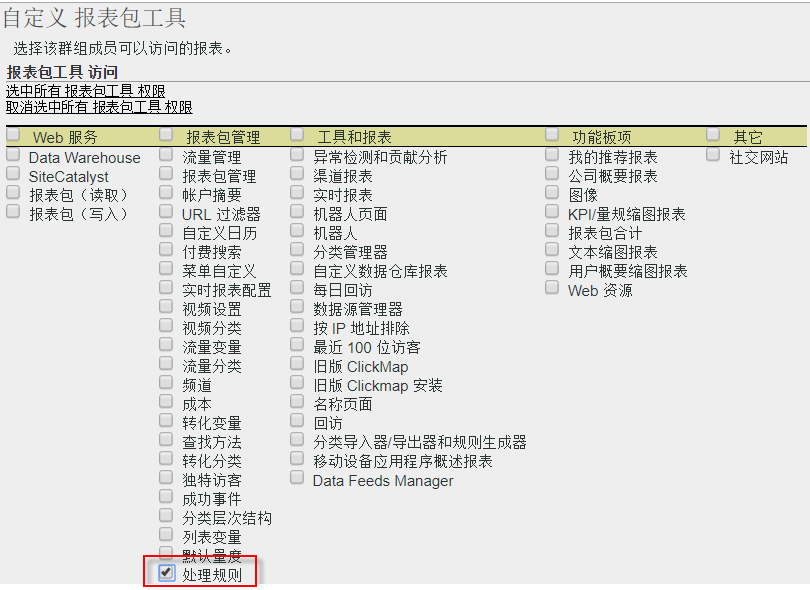 自定义 报表包工具
选择该群组成员可以访问的报表。
报表包工具 访问
选中所有 报表包工具 权限
取消选中所有 报表包工具 权限
Web 服务
Data Warehouse
SiteCatalyst
报表包（读取）
报表包（写入）
报表包管理
流量管理
报表包管理
帐户摘要
URL 过滤器
自定义日历
付费搜索
菜单自定义
实时报表配置
视频设置
视频分类
流量变量
流量分类
频道
成本
转化变量
查找方法
转化分类
独特访客
成功事件
分类层次结构
列表变量
默认量度
处理规则
工具和报表
异常检测和贡献分析
渠道报表
实时报表
机器人页面
机器人
分类管理器
自定义数据仓库报表
每日回访
数据源管理器
按 IP 地址排除
最近 100 位访客
旧版 ClickMap
旧版 Clickmap 安装
名称页面
回访
分类导入器/导出器和规则生成器
移动设备应用程序概述报表
Data Feeds Manager
功能板项
我的推荐报表
公司概要报表
图像
KPI/量规缩图报表
报表包合计
文本缩图报表
用户概要缩图报表
Web 资源
其它
社交网站